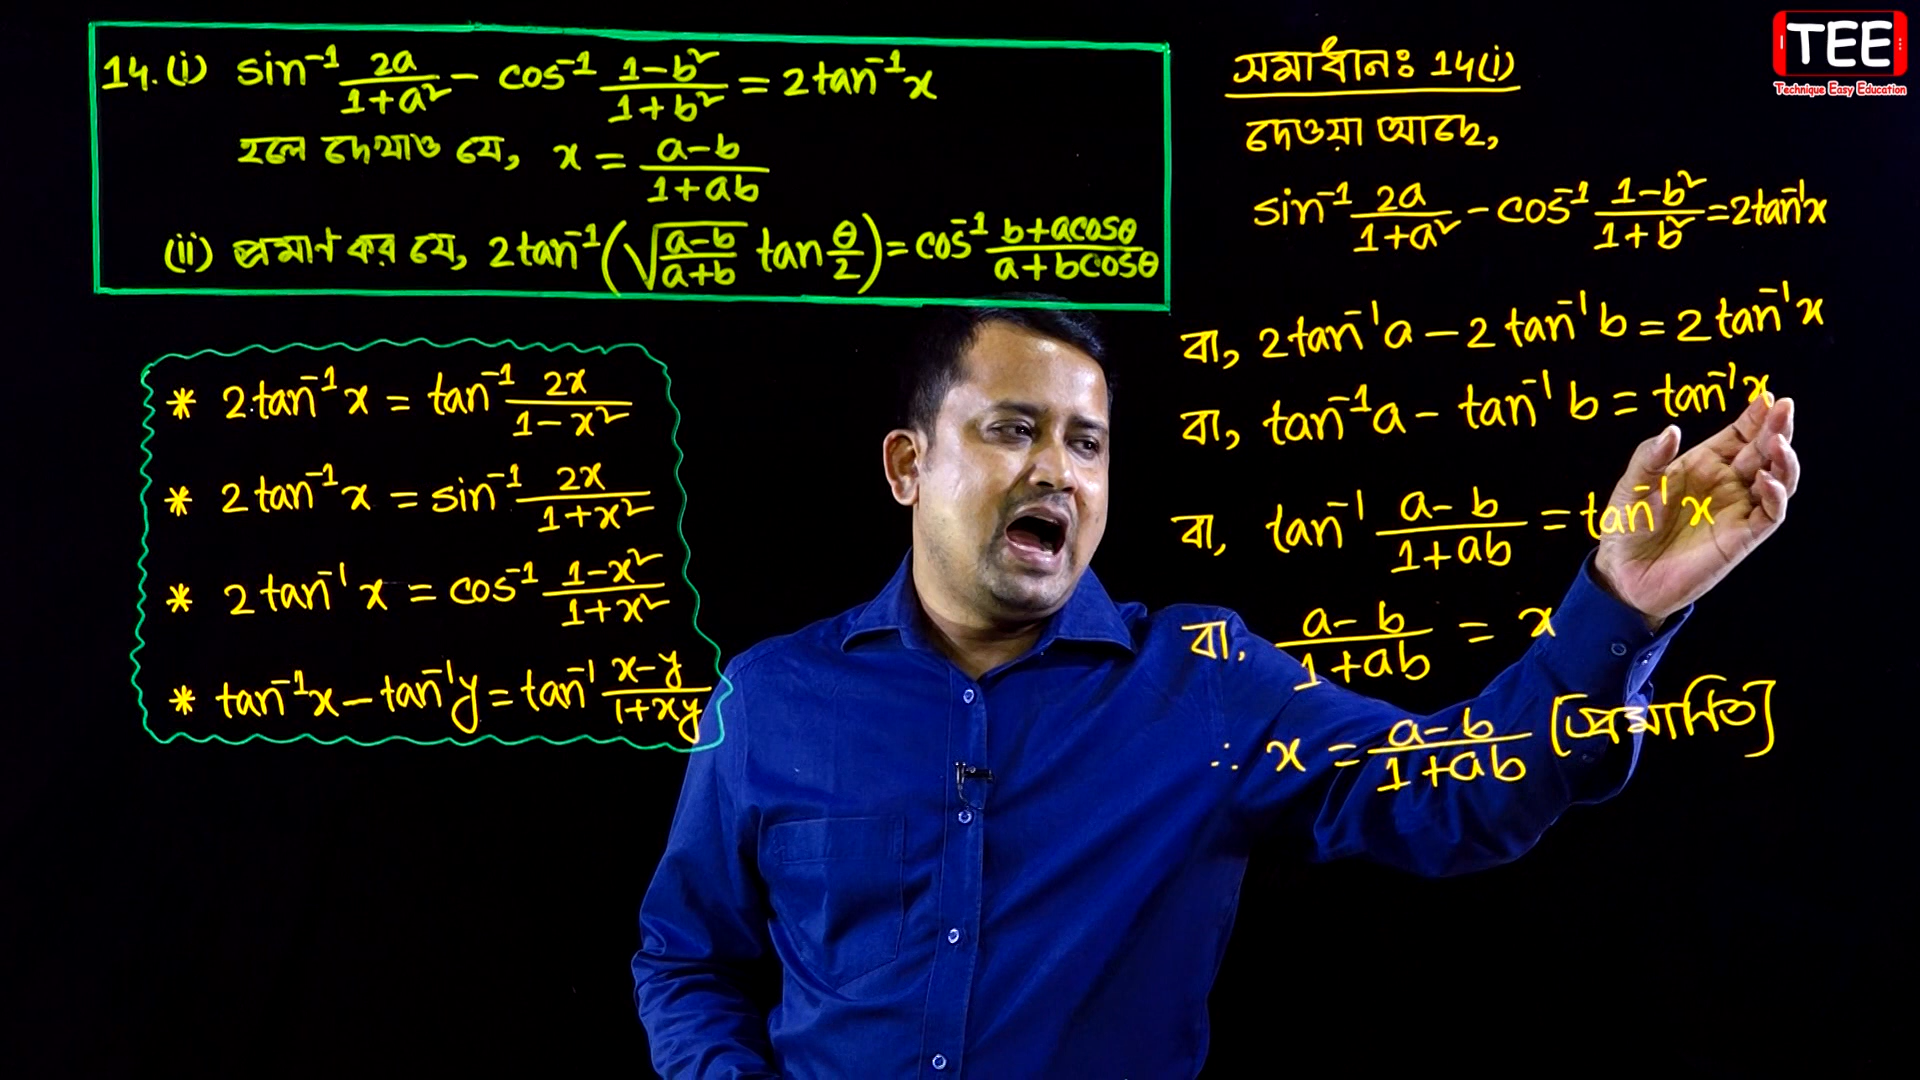 14. (i) sin⁻¹ 2a/(1+a²) − cos⁻¹ (1−b²)/(1+b²) = 2tan⁻¹x
হলে দেখাও যে, x = (a−b)/(1+ab)
(ii) প্রমাণ কর যে, 2tan⁻¹(√((a−b)/(a+b)) tan θ/2) = cos⁻¹ (b+acosθ)/(a+bcosθ)
* 2tan⁻¹x = tan⁻¹ 2x/(1−x²)
* 2tan⁻¹x = sin⁻¹ 2x/(1+x²)
* 2tan⁻¹x = cos⁻¹ (1−x²)/(1+x²)
* tan⁻¹x − tan⁻¹y = tan⁻¹ (x−y)/(1+xy)
সমাধানঃ 14(i)
দেওয়া আছে,
sin⁻¹ 2a/(1+a²) − cos⁻¹ (1−b²)/(1+b²) = 2tan⁻¹x
বা, 2tan⁻¹a − 2tan⁻¹b = 2tan⁻¹x
বা, tan⁻¹a − tan⁻¹b = tan⁻¹x
বা, tan⁻¹ (a−b)/(1+ab) = tan⁻¹x
বা, (a−b)/(1+ab) = x
∴ x = (a−b)/(1+ab) [প্রমাণিত]
TEE
Technique Easy Education